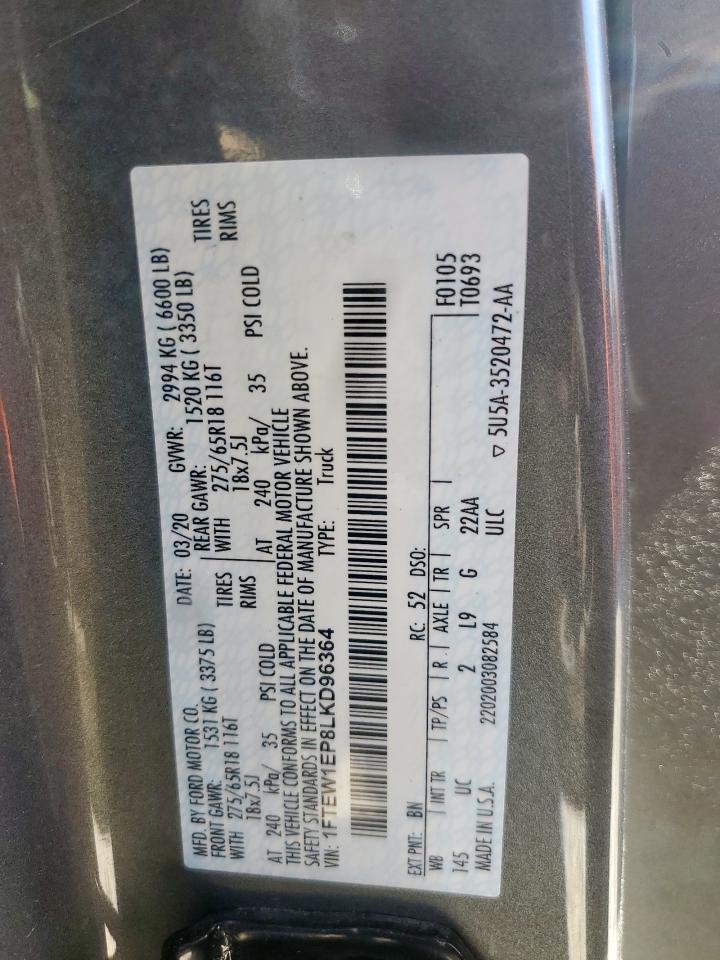 MFD. BY FORD MOTOR CO.
DATE: 03/20 GVWR: 2994 KG ( 6600 LB)
FRONT GAWR: 1531 KG ( 3375 LB) REAR GAWR: 1520 KG ( 3350 LB)
WITH 275/65R18 116T TIRES WITH 275/65R18 116T TIRES
18x7.5J RIMS 18x7.5J RIMS
AT 240 kPa/ 35 PSI COLD AT 240 kPa/ 35 PSI COLD
THIS VEHICLE CONFORMS TO ALL APPLICABLE FEDERAL MOTOR VEHICLE
SAFETY STANDARDS IN EFFECT ON THE DATE OF MANUFACTURE SHOWN ABOVE.
VIN: 1FTEW1EP8LKD96364 TYPE: Truck
EXT PNT: BN RC: 52 DSO: F0105
WB INT TR TP/PS R AXLE TR SPR T0693
145 UC 2 L9 G 22AA
MADE IN U.S.A. 2202003082584 ULC ▽ 5U5A-3520472-AA